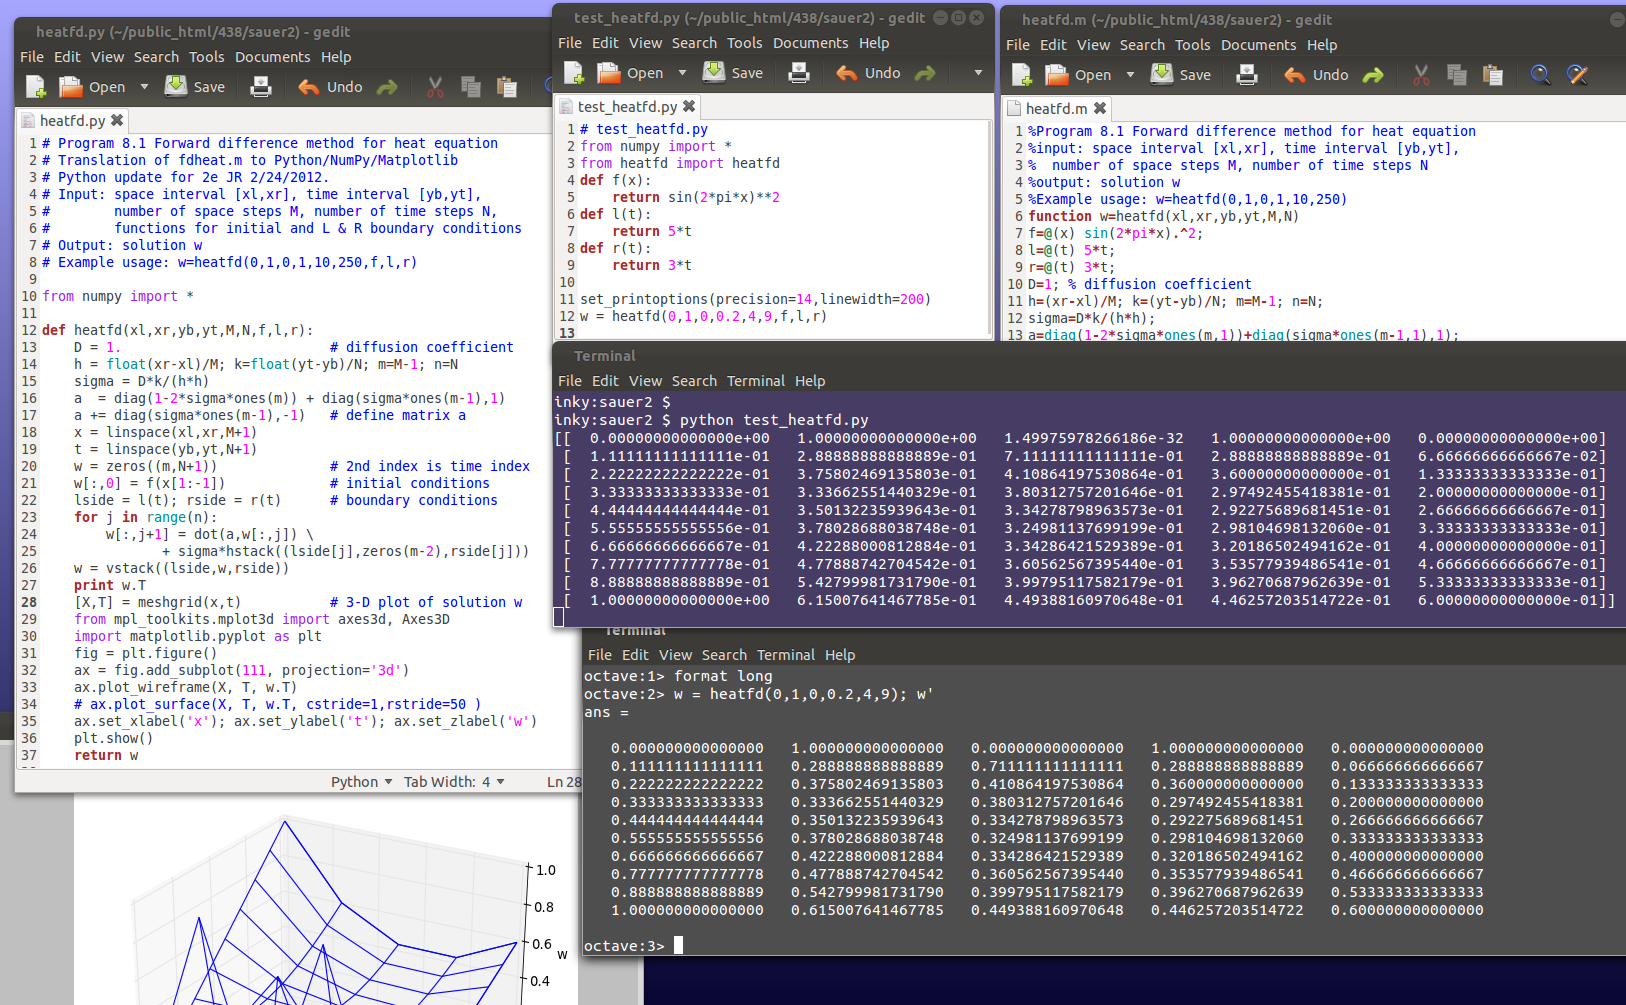 heatfd.py (~/public_html/438/sauer2) - gedit
File Edit View Search Tools Documents Help
Open Save Undo
heatfd.py
1 # Program 8.1 Forward difference method for heat equation
2 # Translation of fdheat.m to Python/NumPy/Matplotlib
3 # Python update for 2e JR 2/24/2012.
4 # Input: space interval [xl,xr], time interval [yb,yt],
5 #        number of space steps M, number of time steps N,
6 #        functions for initial and L & R boundary conditions
7 # Output: solution w
8 # Example usage: w=heatfd(0,1,0,1,10,250,f,l,r)
9
10 from numpy import *
11
12 def heatfd(xl,xr,yb,yt,M,N,f,l,r):
13     D = 1.                          # diffusion coefficient
14     h = float(xr-xl)/M; k=float(yt-yb)/N; m=M-1; n=N
15     sigma = D*k/(h*h)
16     a  = diag(1-2*sigma*ones(m)) + diag(sigma*ones(m-1),1)
17     a += diag(sigma*ones(m-1),-1)   # define matrix a
18     x = linspace(xl,xr,M+1)
19     t = linspace(yb,yt,N+1)
20     w = zeros((m,N+1))              # 2nd index is time index
21     w[:,0] = f(x[1:-1])             # initial conditions
22     lside = l(t); rside = r(t)      # boundary conditions
23     for j in range(n):
24         w[:,j+1] = dot(a,w[:,j]) \
25                + sigma*hstack((lside[j],zeros(m-2),rside[j]))
26     w = vstack((lside,w,rside))
27     print w.T
28     [X,T] = meshgrid(x,t)           # 3-D plot of solution w
29     from mpl_toolkits.mplot3d import axes3d, Axes3D
30     import matplotlib.pyplot as plt
31     fig = plt.figure()
32     ax = fig.add_subplot(111, projection='3d')
33     ax.plot_wireframe(X, T, w.T)
34     # ax.plot_surface(X, T, w.T, cstride=1,rstride=50 )
35     ax.set_xlabel('x'); ax.set_ylabel('t'); ax.set_zlabel('w')
36     plt.show()
37     return w
Python Tab Width: 4 Ln 28
1.0
0.8
0.6
w
0.4
test_heatfd.py (~/public_html/438/sauer2) - gedit
File Edit View Search Tools Documents Help
Open Save Undo
test_heatfd.py
1 # test_heatfd.py
2 from numpy import *
3 from heatfd import heatfd
4 def f(x):
5     return sin(2*pi*x)**2
6 def l(t):
7     return 5*t
8 def r(t):
9     return 3*t
10
11 set_printoptions(precision=14,linewidth=200)
12 w = heatfd(0,1,0,0.2,4,9,f,l,r)
13
heatfd.m (~/public_html/438/sauer2) - gedit
File Edit View Search Tools Documents Help
Open Save Undo
heatfd.m
1 %Program 8.1 Forward difference method for heat equation
2 %input: space interval [xl,xr], time interval [yb,yt],
3 %  number of space steps M, number of time steps N
4 %output: solution w
5 %Example usage: w=heatfd(0,1,0,1,10,250)
6 function w=heatfd(xl,xr,yb,yt,M,N)
7 f=@(x) sin(2*pi*x).^2;
8 l=@(t) 5*t;
9 r=@(t) 3*t;
10 D=1; % diffusion coefficient
11 h=(xr-xl)/M; k=(yt-yb)/N; m=M-1; n=N;
12 sigma=D*k/(h*h);
13 a=diag(1-2*sigma*ones(m,1))+diag(sigma*ones(m-1,1),1);
Terminal
File Edit View Search Terminal Help
inky:sauer2 $
inky:sauer2 $ python test_heatfd.py
[[  0.00000000000000e+00   1.00000000000000e+00   1.49975978266186e-32   1.00000000000000e+00   0.00000000000000e+00]
 [  1.11111111111111e-01   2.88888888888889e-01   7.11111111111111e-01   2.88888888888889e-01   6.66666666666667e-02]
 [  2.22222222222222e-01   3.75802469135803e-01   4.10864197530864e-01   3.60000000000000e-01   1.33333333333333e-01]
 [  3.33333333333333e-01   3.33662551440329e-01   3.80312757201646e-01   2.97492455418381e-01   2.00000000000000e-01]
 [  4.44444444444444e-01   3.50132235939643e-01   3.34278798963573e-01   2.92275689681451e-01   2.66666666666667e-01]
 [  5.55555555555556e-01   3.78028688038748e-01   3.24981137699199e-01   2.98104698132060e-01   3.33333333333333e-01]
 [  6.66666666666667e-01   4.22288000812884e-01   3.34286421529389e-01   3.20186502494162e-01   4.00000000000000e-01]
 [  7.77777777777778e-01   4.77888742704542e-01   3.60562567395440e-01   3.53577939486541e-01   4.66666666666667e-01]
 [  8.88888888888889e-01   5.42799981731790e-01   3.99795117582179e-01   3.96270687962639e-01   5.33333333333333e-01]
 [  1.00000000000000e+00   6.15007641467785e-01   4.49388160970648e-01   4.46257203514722e-01   6.00000000000000e-01]]
Terminal
File Edit View Search Terminal Help
octave:1> format long
octave:2> w = heatfd(0,1,0,0.2,4,9); w'
ans =
0.000000000000000   1.000000000000000   0.000000000000000   1.000000000000000   0.000000000000000
0.111111111111111   0.288888888888889   0.711111111111111   0.288888888888889   0.066666666666667
0.222222222222222   0.375802469135803   0.410864197530864   0.360000000000000   0.133333333333333
0.333333333333333   0.333662551440329   0.380312757201646   0.297492455418381   0.200000000000000
0.444444444444444   0.350132235939643   0.334278798963573   0.292275689681451   0.266666666666667
0.555555555555556   0.378028688038748   0.324981137699199   0.298104698132060   0.333333333333333
0.666666666666667   0.422288000812884   0.334286421529389   0.320186502494162   0.400000000000000
0.777777777777778   0.477888742704542   0.360562567395440   0.353577939486541   0.466666666666667
0.888888888888889   0.542799981731790   0.399795117582179   0.396270687962639   0.533333333333333
1.000000000000000   0.615007641467785   0.449388160970648   0.446257203514722   0.600000000000000
octave:3>